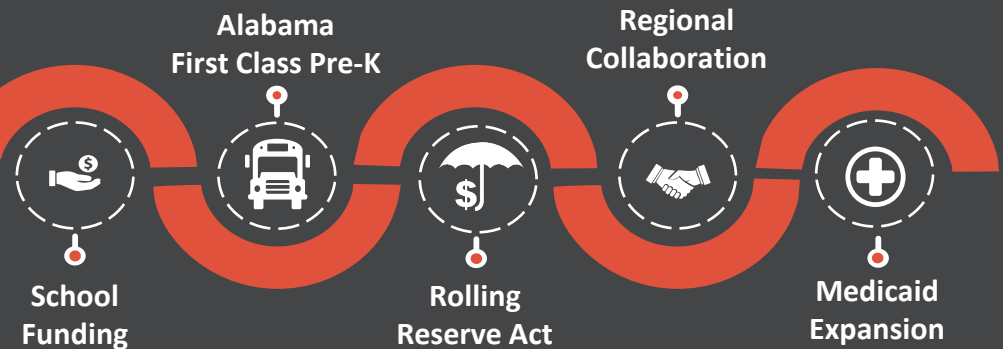 Alabama
First Class Pre-K
Regional
Collaboration
$
$
School
Funding
Rolling
Reserve Act
Medicaid
Expansion